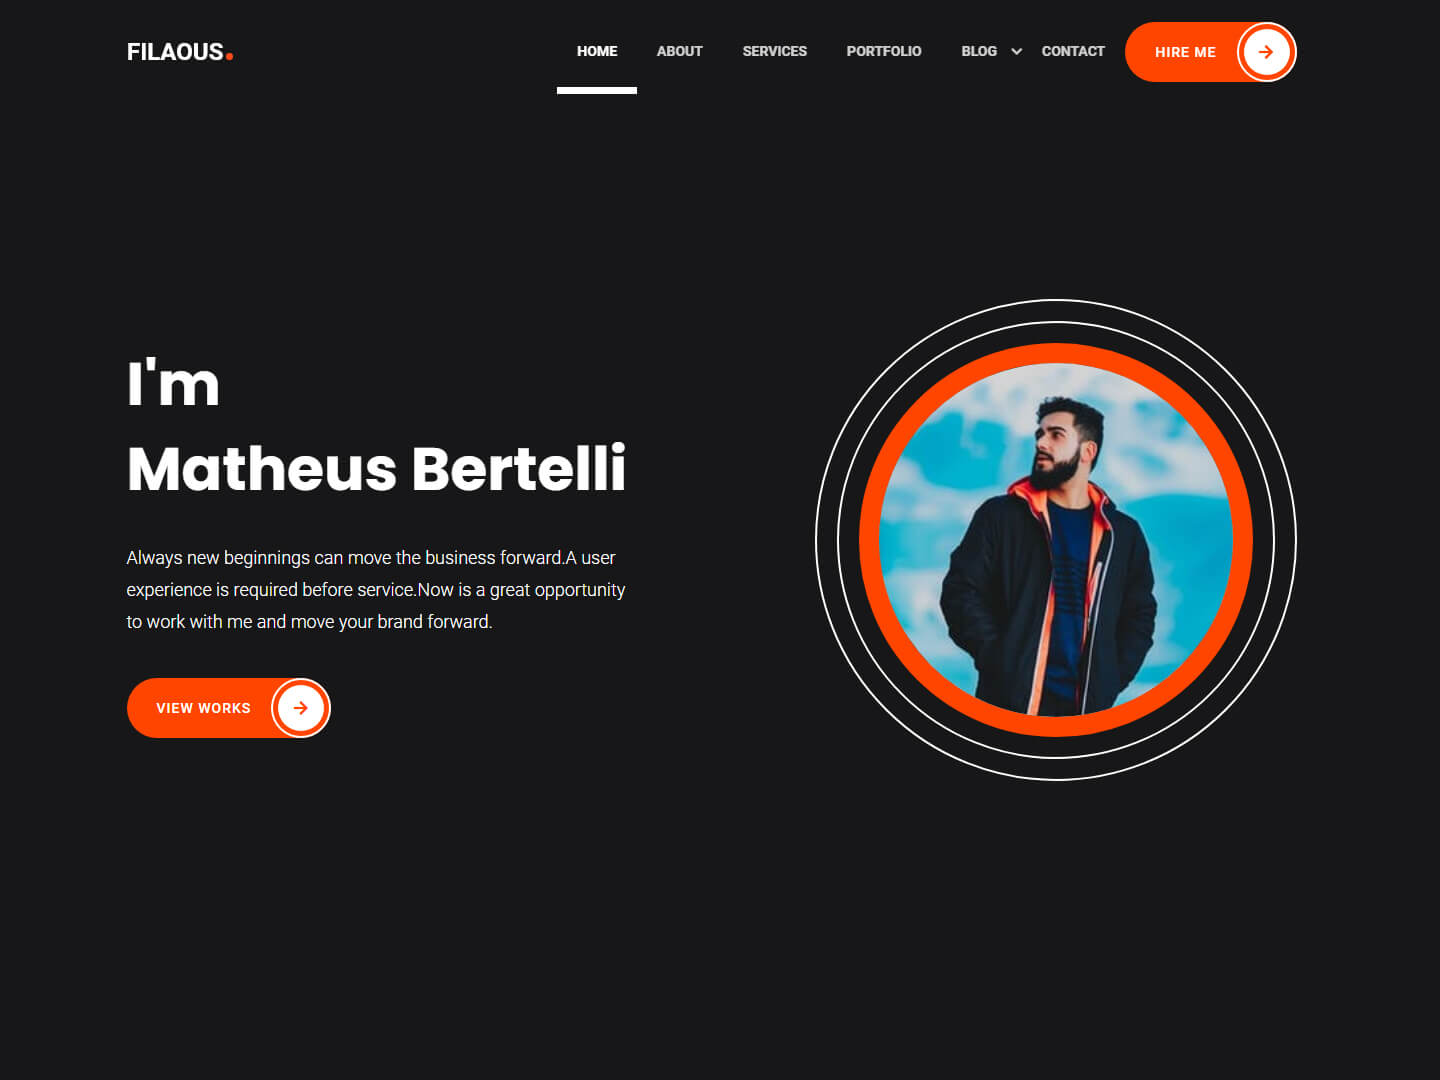 FILAOUS.
HOME ABOUT SERVICES PORTFOLIO BLOG CONTACT HIRE ME
I'm
Matheus Bertelli
Always new beginnings can move the business forward.A user
experience is required before service.Now is a great opportunity
to work with me and move your brand forward.
VIEW WORKS